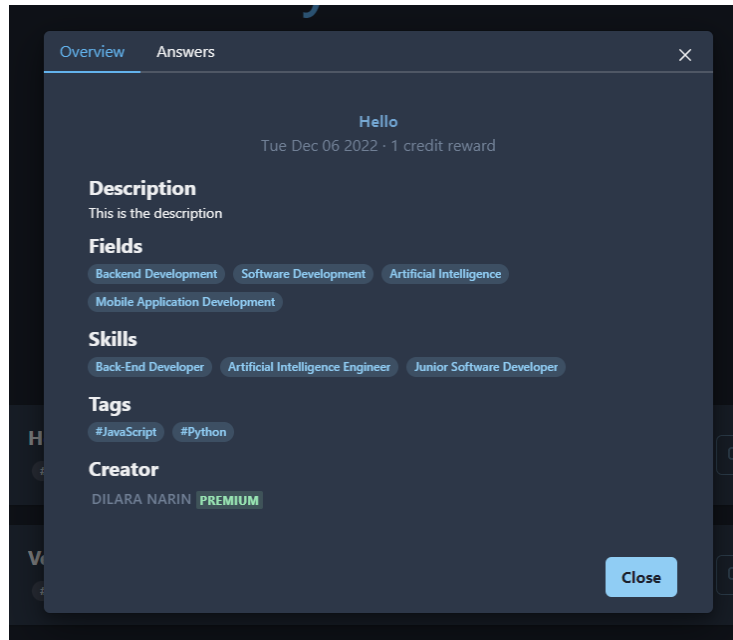 Overview Answers
Hello
Tue Dec 06 2022 · 1 credit reward
Description
This is the description
Fields
Backend Development Software Development Artificial Intelligence
Mobile Application Development
Skills
Back-End Developer Artificial Intelligence Engineer Junior Software Developer
Tags
#JavaScript #Python
Creator
DILARA NARIN PREMIUM
Close